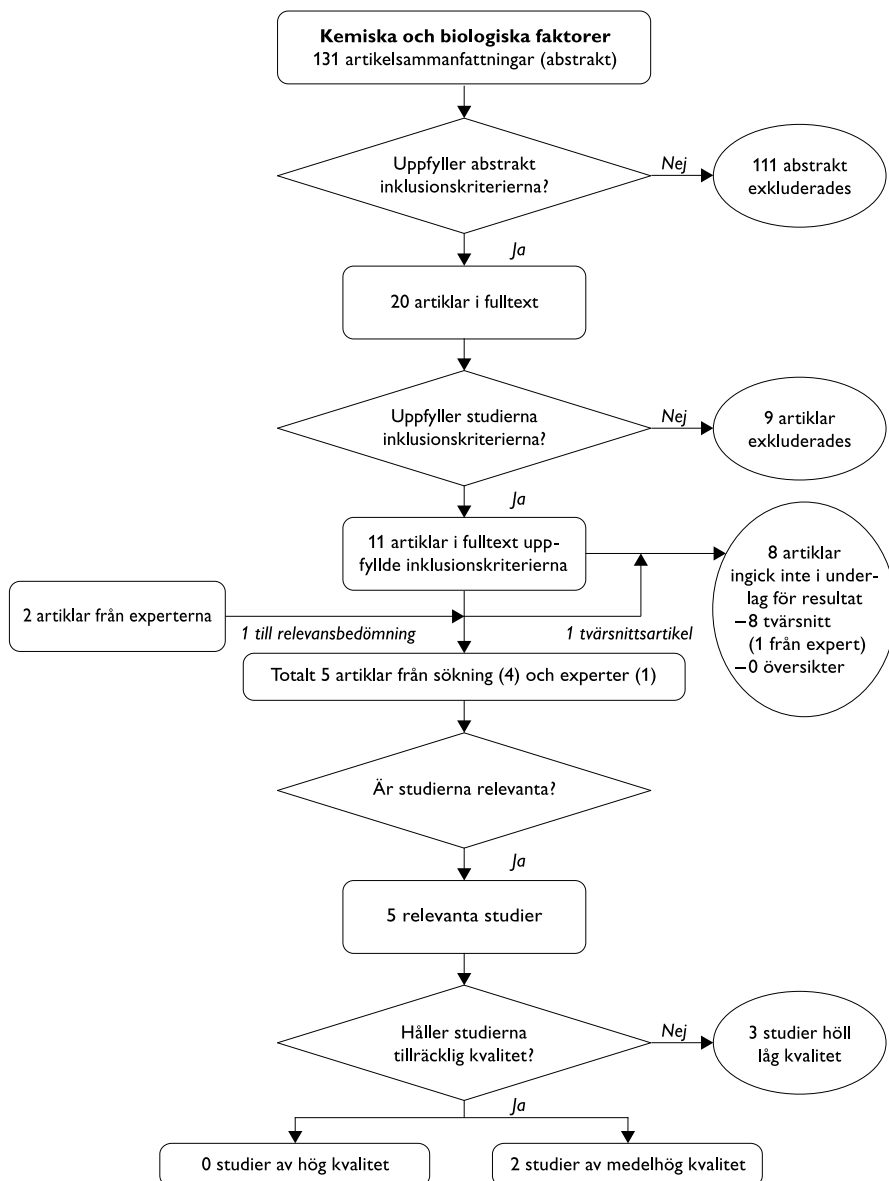 Kemiska och biologiska faktorer
131 artikelsammanfattningar (abstrakt)
Uppfyller abstrakt
inklusionskriterierna?
Nej
111 abstrakt
exkluderades
Ja
20 artiklar i fulltext
Uppfyller studierna
inklusionskriterierna?
Nej
9 artiklar
exkluderades
Ja
11 artiklar i fulltext upp-
fyllde inklusionskriterierna
8 artiklar
ingick inte i under-
lag för resultat
–8 tvärsnitt
(1 från expert)
–0 översikter
2 artiklar från experterna
1 till relevansbedömning
1 tvärsnittsartikel
Totalt 5 artiklar från sökning (4) och experter (1)
Är studierna relevanta?
Ja
5 relevanta studier
Håller studierna
tillräcklig kvalitet?
Nej
3 studier höll
låg kvalitet
Ja
0 studier av hög kvalitet
2 studier av medelhög kvalitet